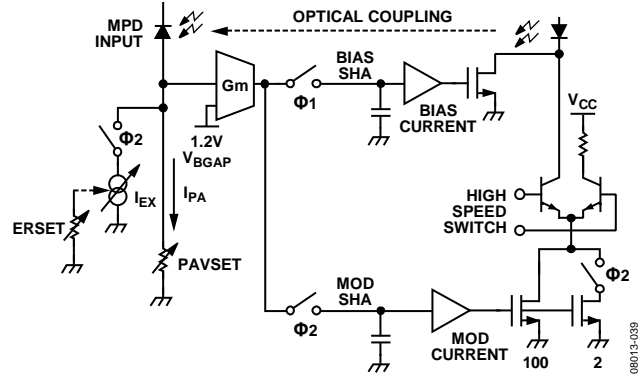 MPD
INPUT
OPTICAL COUPLING
Gm
1.2V
VBGAP
Φ1
BIAS
SHA
BIAS
CURRENT
VCC
Φ2
IEX
IPA
ERSET
PAVSET
HIGH
SPEED
SWITCH
Φ2
MOD
SHA
Φ2
MOD
CURRENT
100
2
08013-039